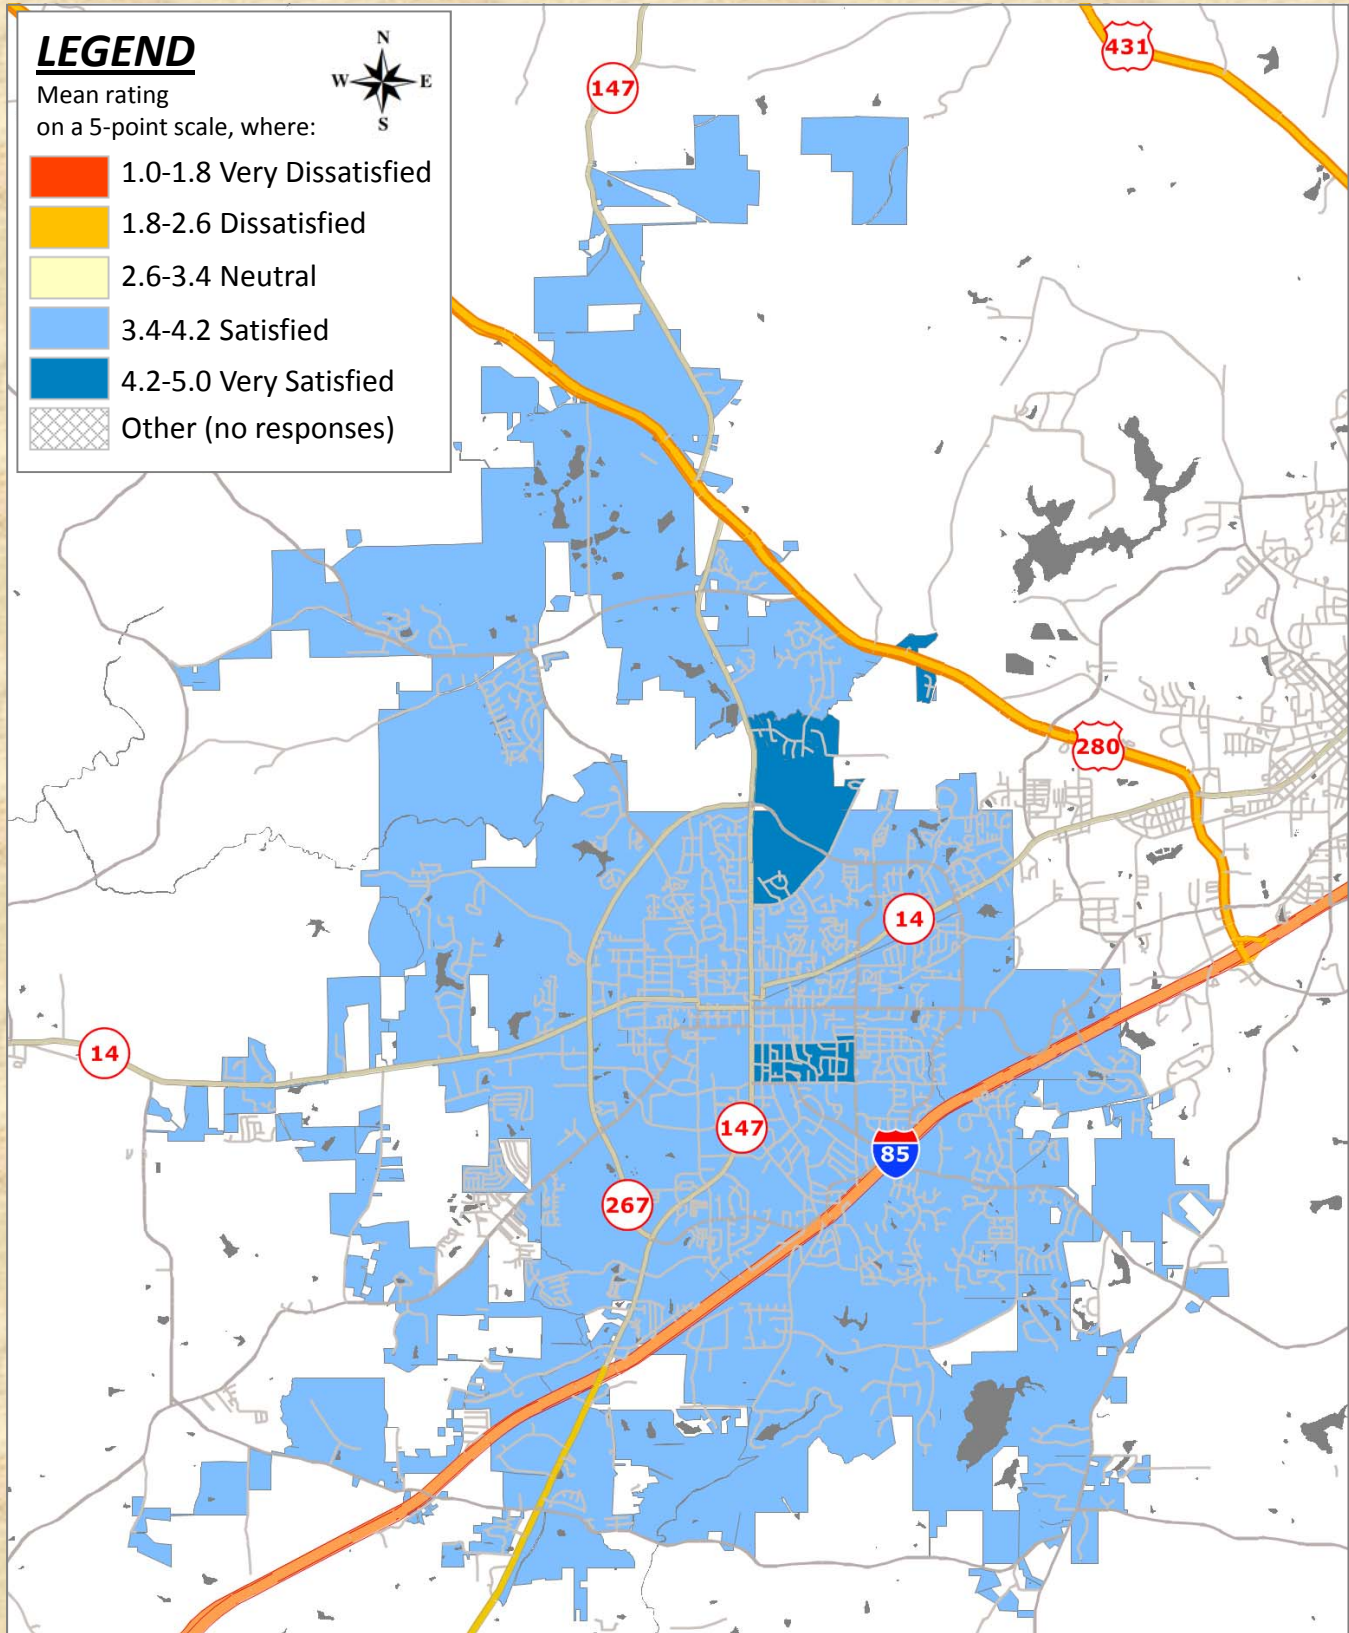 LEGEND
Mean rating
on a 5-point scale, where:
1.0-1.8 Very Dissatisfied
1.8-2.6 Dissatisfied
2.6-3.4 Neutral
3.4-4.2 Satisfied
4.2-5.0 Very Satisfied
Other (no responses)
N
W E
S
147
431
280
14
14
147
85
267